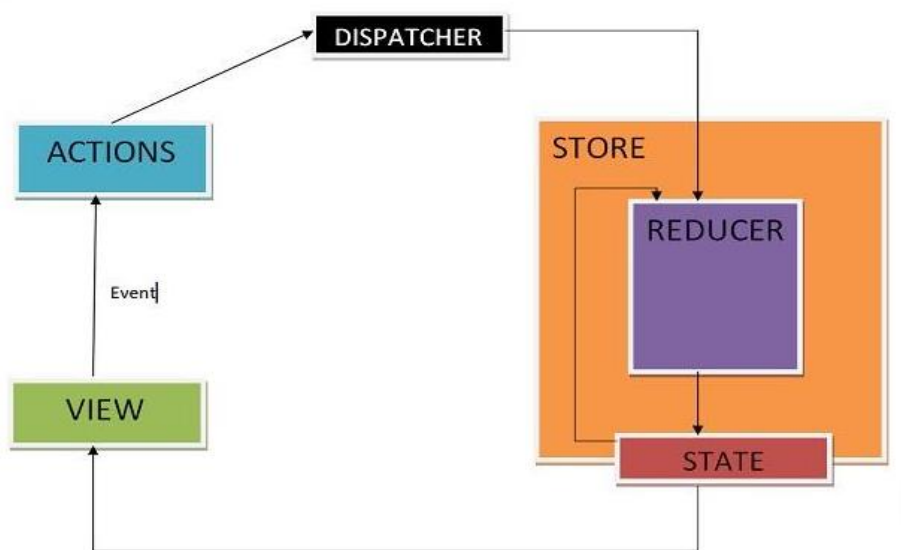 DISPATCHER
ACTIONS
STORE
REDUCER
Event
VIEW
STATE